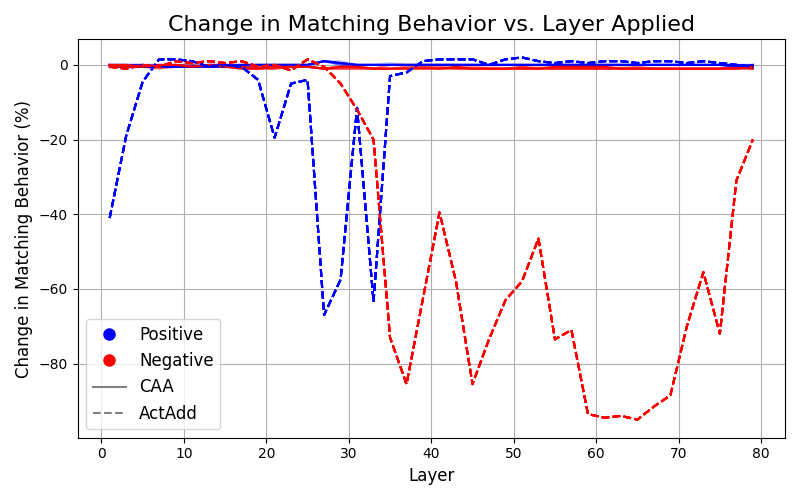 Change in Matching Behavior vs. Layer Applied
Change in Matching Behavior (%)
0
−20
−40
−60
−80
Positive
Negative
CAA
ActAdd
0 10 20 30 40 50 60 70 80
Layer